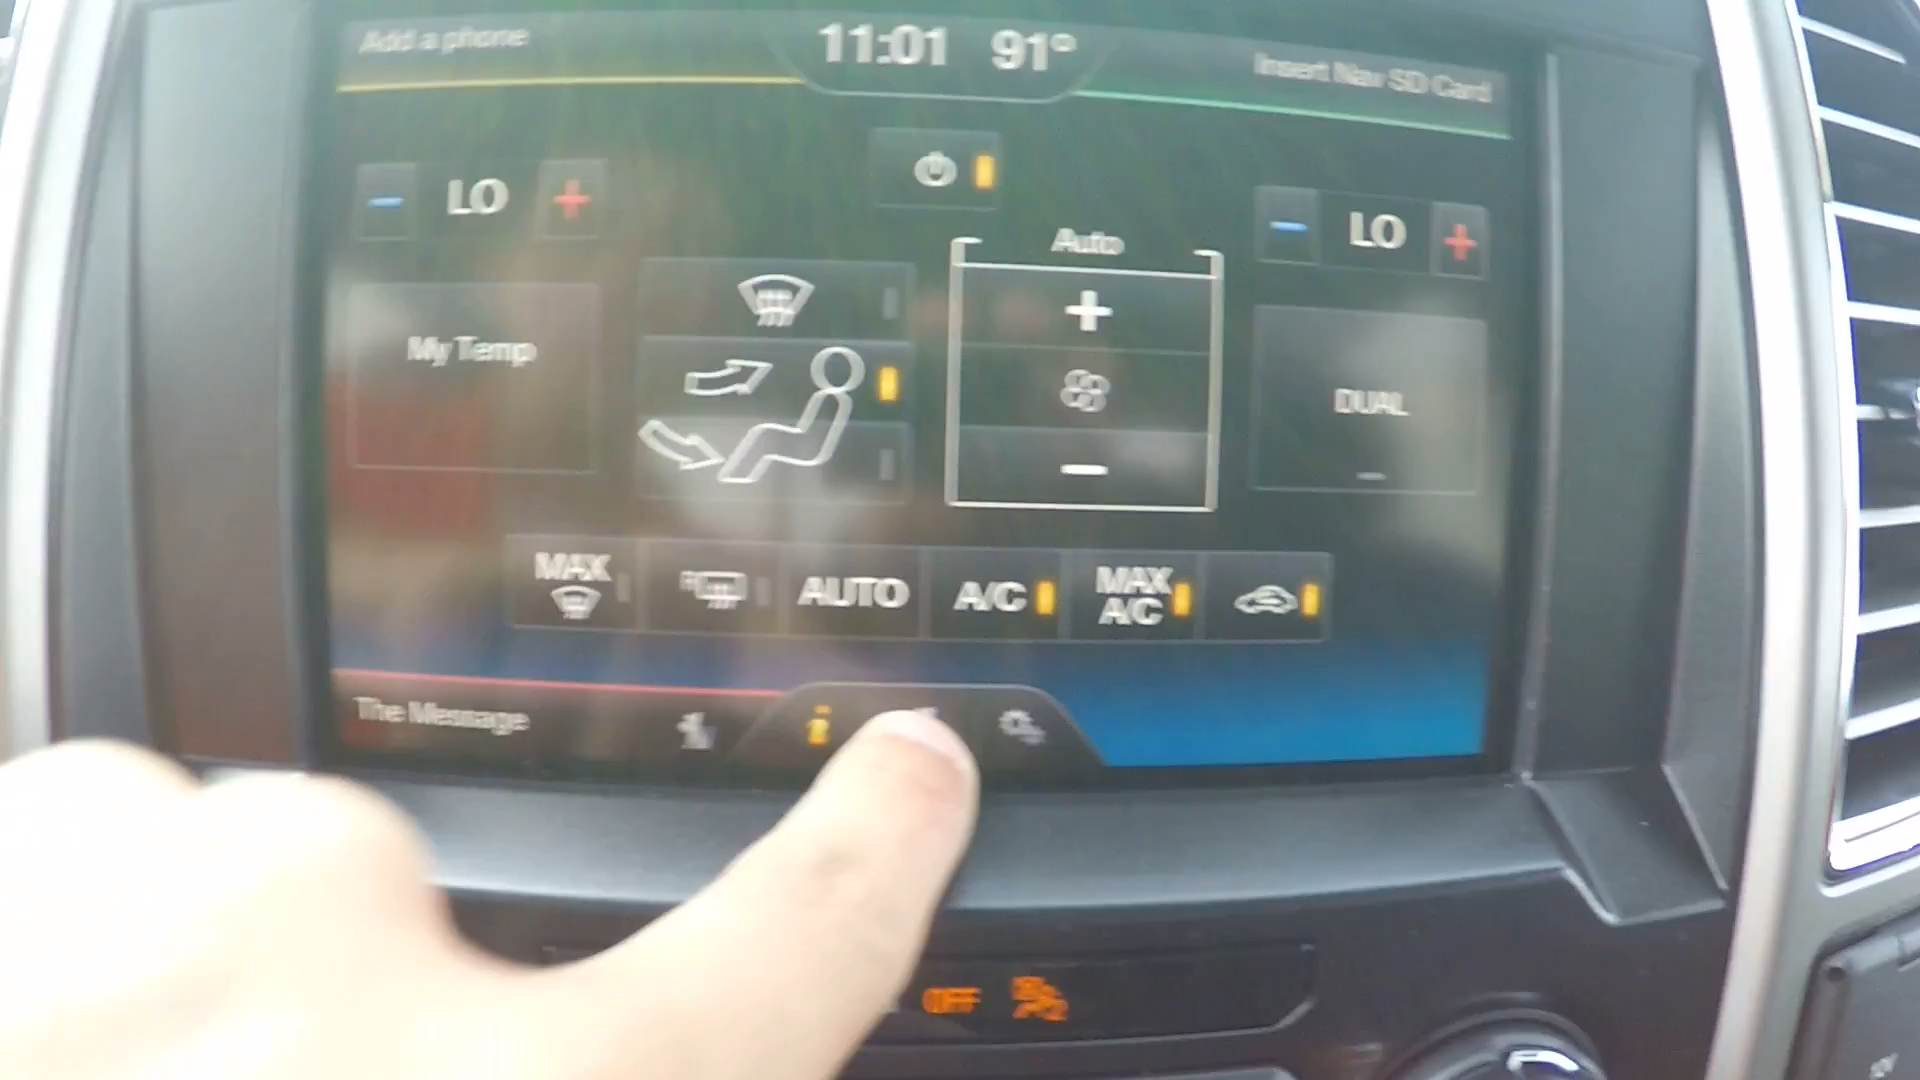 Add a phone
11:01 91°
Insert Nav SD Card
LO
LO
Auto
My Temp
DUAL
MAX
R
AUTO
A/C
MAX
A/C
The Message
OFF